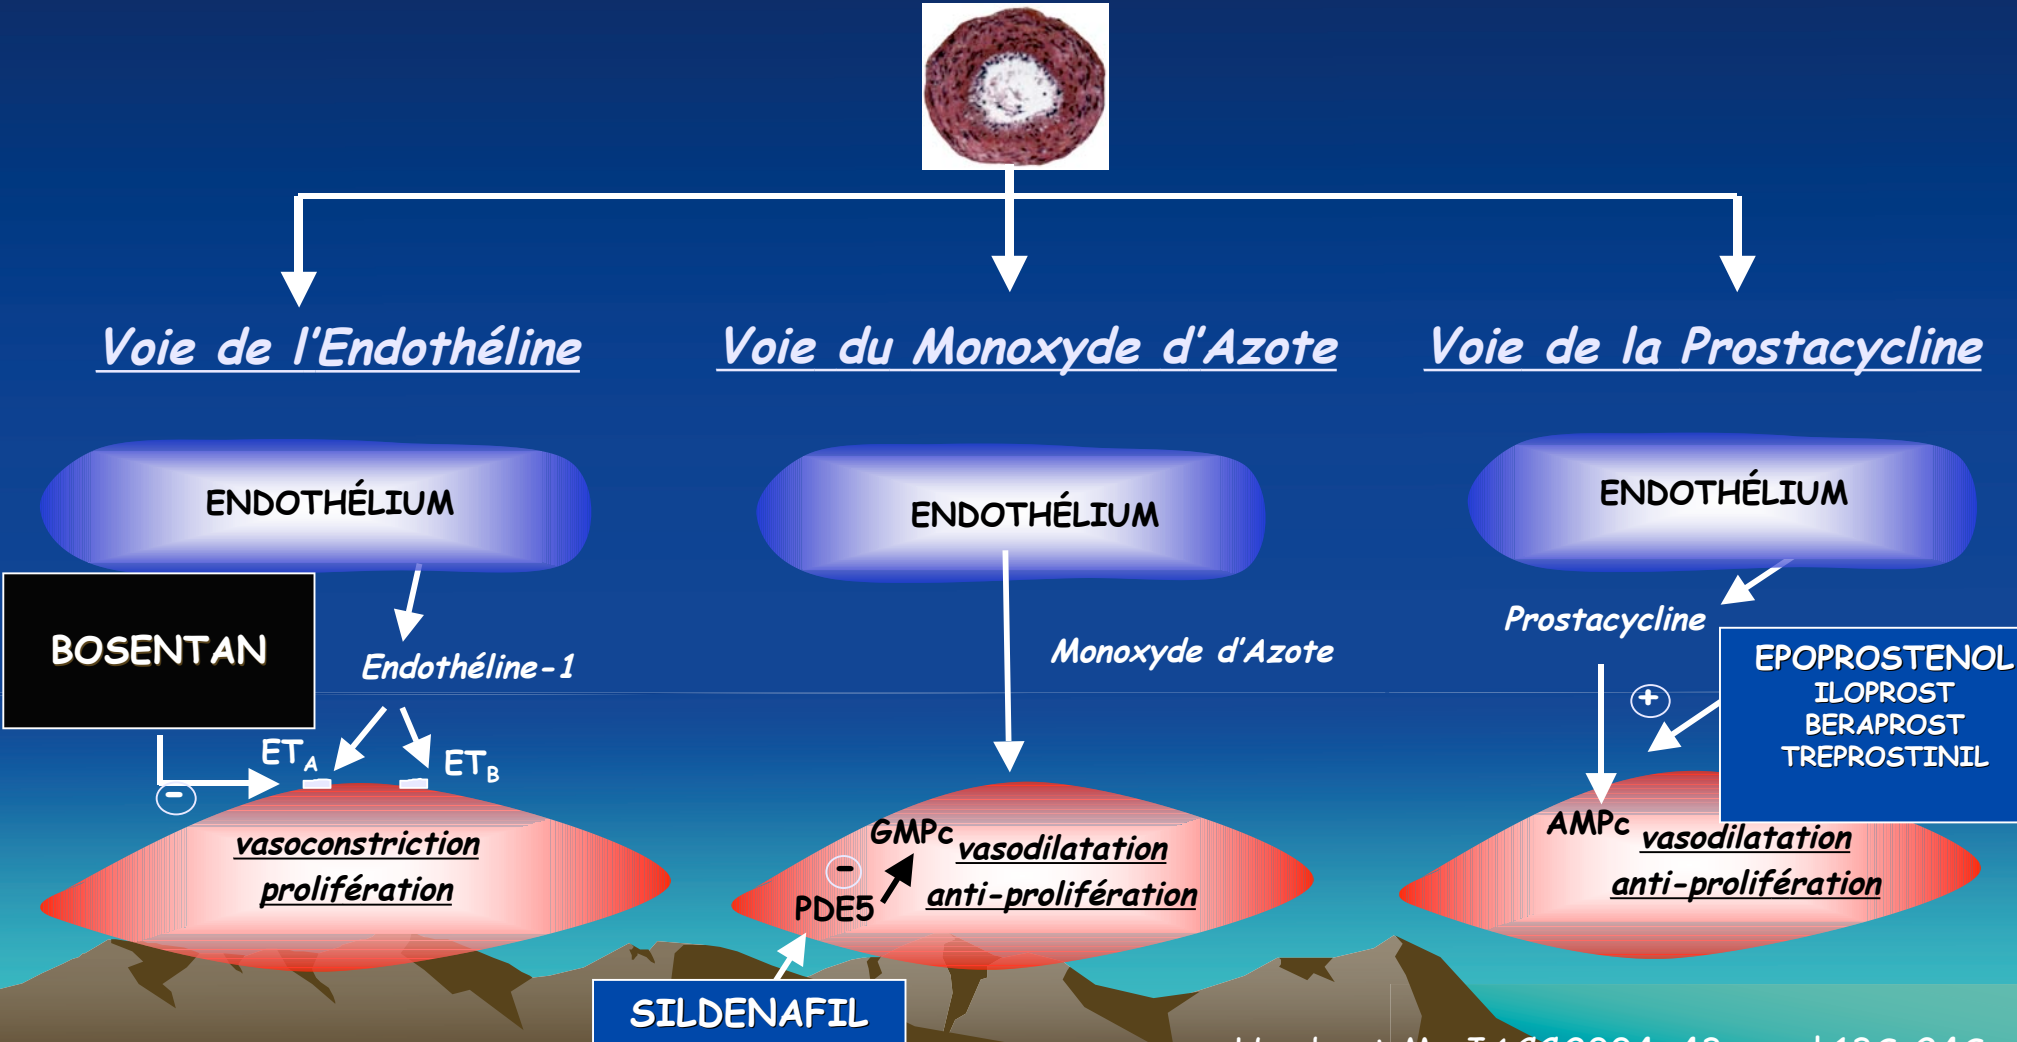 Voie de l'Endothéline
Voie du Monoxyde d'Azote
Voie de la Prostacycline
ENDOTHÉLIUM
ENDOTHÉLIUM
ENDOTHÉLIUM
BOSENTAN
Endothéline-1
ETA
ETB
-
vasoconstriction
prolifération
Monoxyde d'Azote
GMPc
-
PDE5
vasodilatation
anti-prolifération
SILDENAFIL
Prostacycline
+
EPOPROSTENOL
ILOPROST
BERAPROST
TREPROSTINIL
AMPc
vasodilatation
anti-prolifération